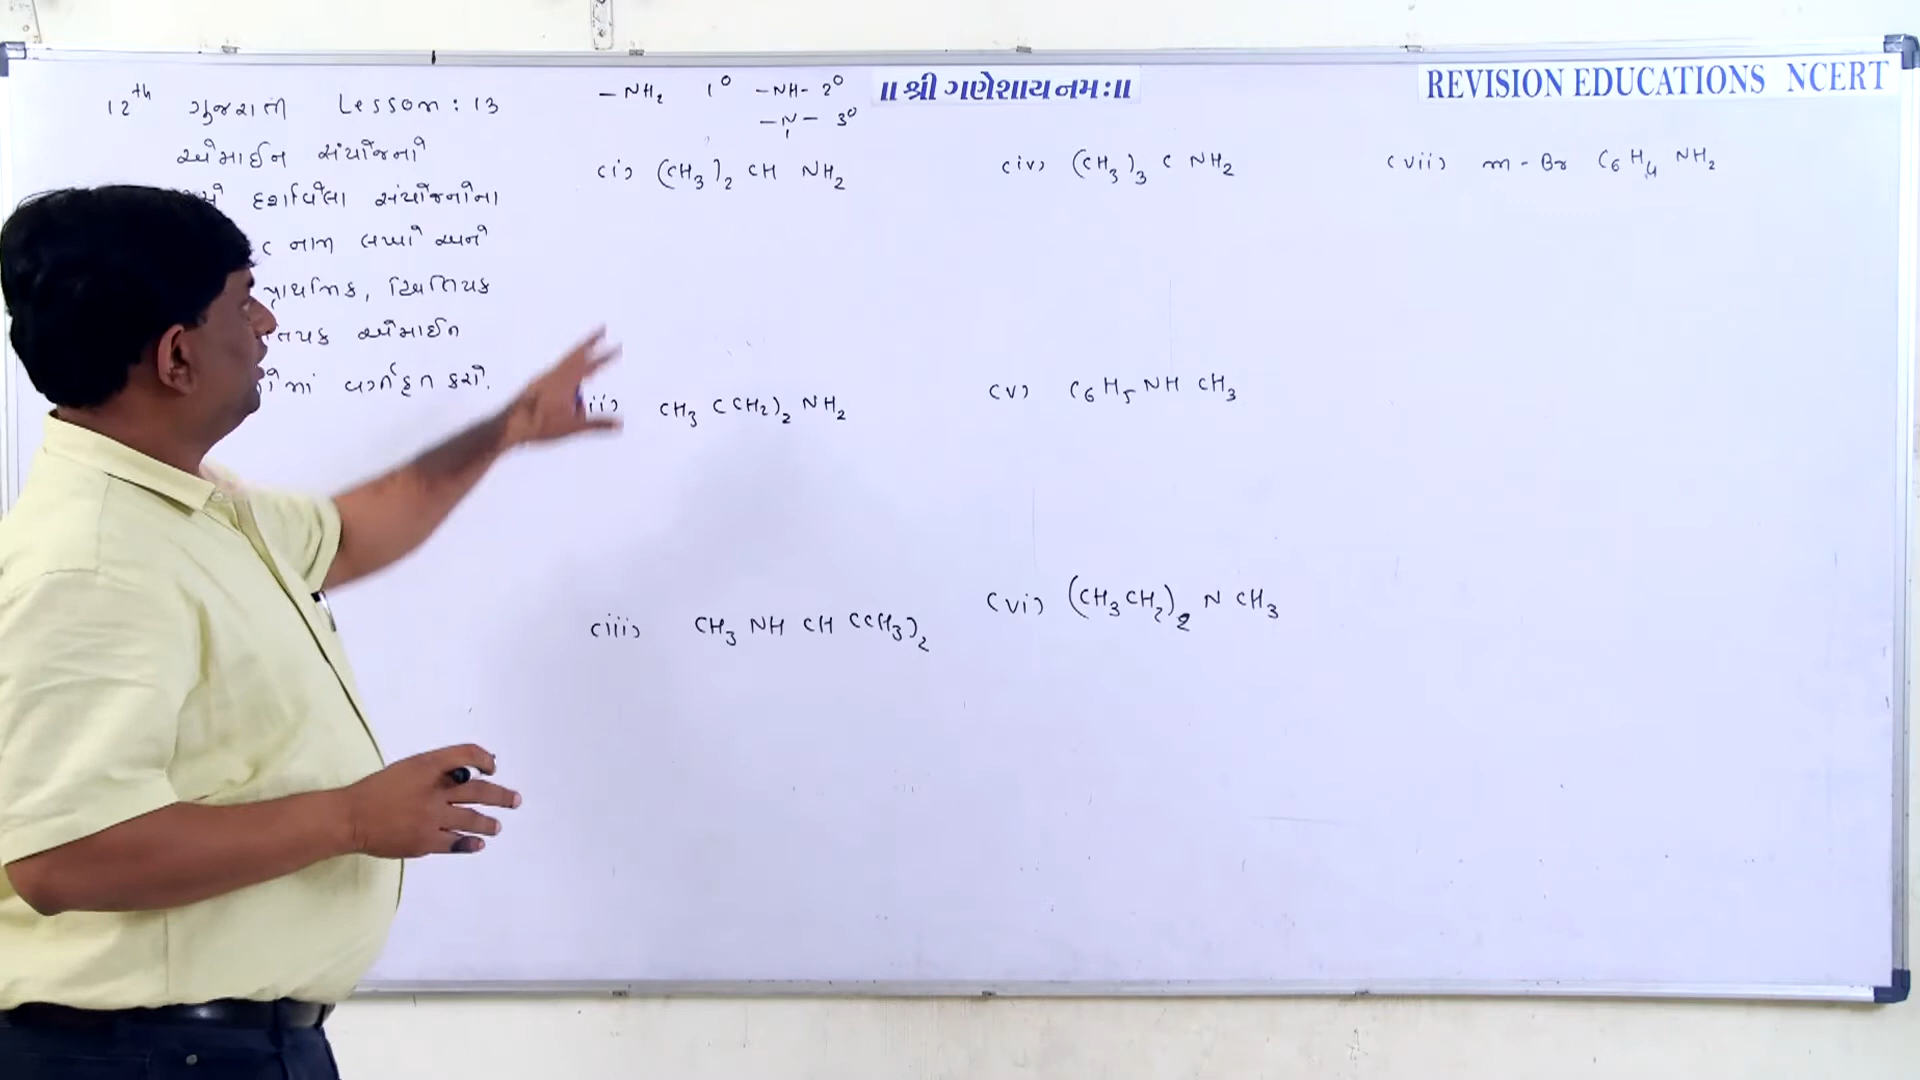 12th ગુજરાતી Lesson : 13
એમાઈન સંયોજનો
દર્શાવેલા સંયોજનોના
C નામ લખો અને
પ્રાથમિક, દ્વિતિયક
તિયક એમાઈન
માં વર્ગીકૃત કરો.
-NH2 1° -NH- 2°
-N- 3°
॥ શ્રી ગણેશાય નમઃ॥
REVISION EDUCATIONS NCERT
(i) (CH3)2 CH NH2
ii) CH3 (CH2)2 NH2
(iii) CH3 NH CH (CH3)2
(iv) (CH3)3 C NH2
(v) C6H5 NH CH3
(vi) (CH3CH2)2 N CH3
(vii) m - Br C6 H4 NH2